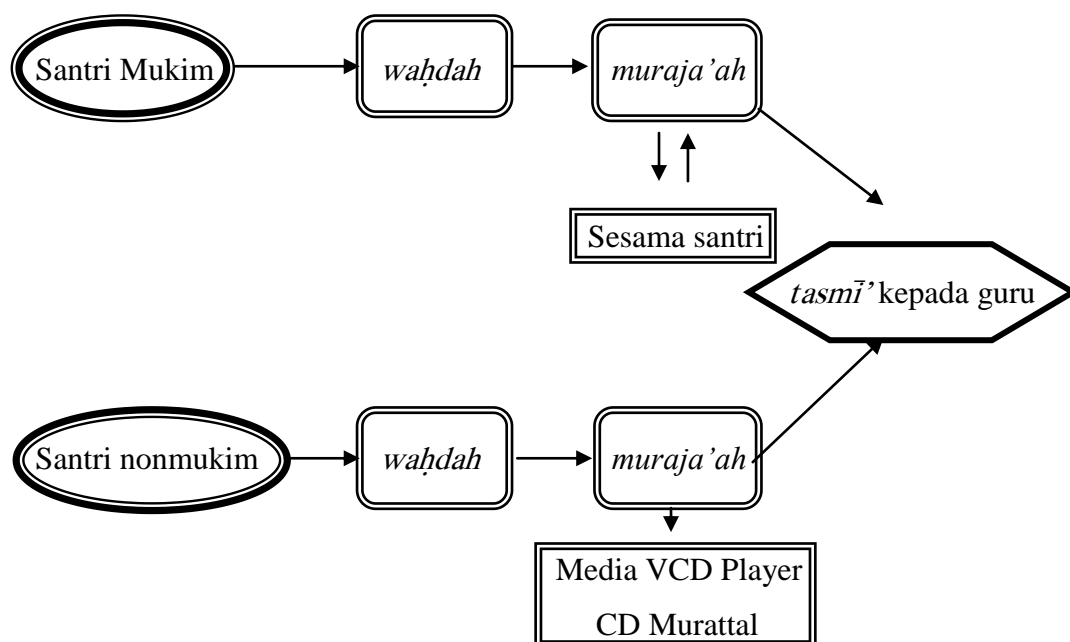 Santri Mukim
waḥdah
muraja’ah
Sesama santri
tasmī’ kepada guru
Santri nonmukim
waḥdah
muraja’ah
Media VCD Player
CD Murattal